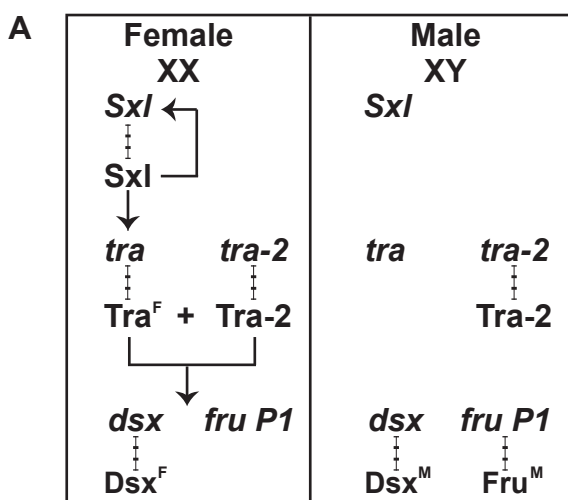 A
Female Male
XX XY
Sxl Sxl
Sxl
tra tra-2 tra tra-2
Traᶠ + Tra-2 Tra-2
dsx fru P1 dsx fru P1
Dsxᶠ Dsxᴹ Fruᴹ